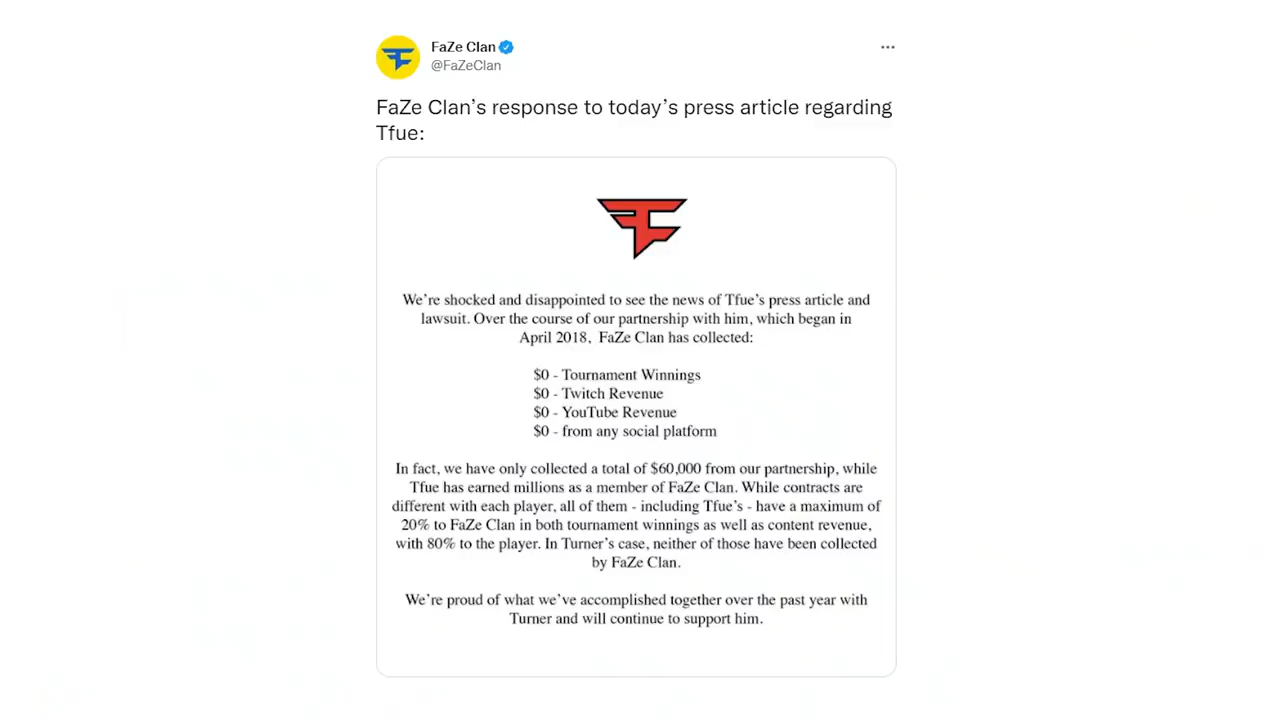 FaZe Clan
@FaZeClan
FaZe Clan’s response to today’s press article regarding
Tfue:
We’re shocked and disappointed to see the news of Tfue’s press article and
lawsuit. Over the course of our partnership with him, which began in
April 2018,  FaZe Clan has collected:
$0 - Tournament Winnings
$0 - Twitch Revenue
$0 - YouTube Revenue
$0 - from any social platform
In fact, we have only collected a total of $60,000 from our partnership, while
Tfue has earned millions as a member of FaZe Clan. While contracts are
different with each player, all of them - including Tfue’s - have a maximum of
20% to FaZe Clan in both tournament winnings as well as content revenue,
with 80% to the player. In Turner’s case, neither of those have been collected
by FaZe Clan.
We’re proud of what we’ve accomplished together over the past year with
Turner and will continue to support him.